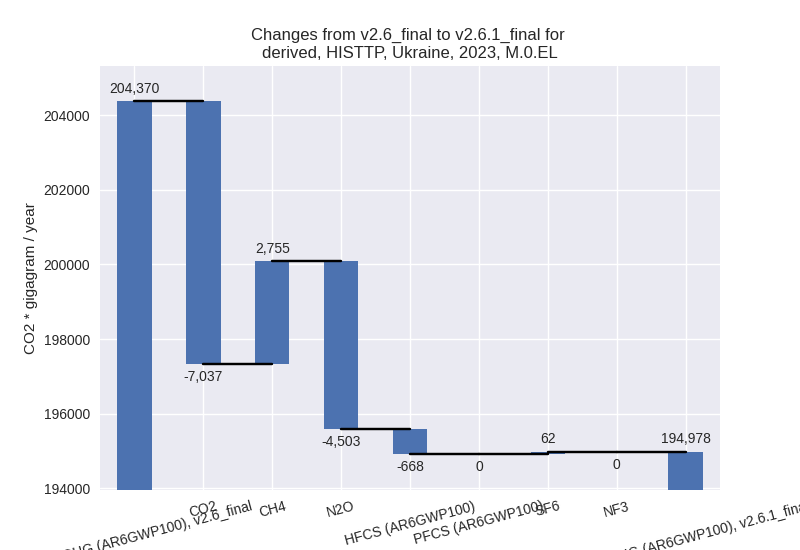 Changes from v2.6_final to v2.6.1_final for
derived, HISTTP, Ukraine, 2023, M.0.EL
CO2 * gigagram / year
204000
202000
200000
198000
196000
194000
204,370
-7,037
2,755
-4,503
-668
0
62
0
194,978
(AR6GWP100), v2.6_final
CO2
CH4
N2O
HFCS (AR6GWP100)
PFCS (AR6GWP100)
SF6
NF3
(AR6GWP100), v2.6.1_final